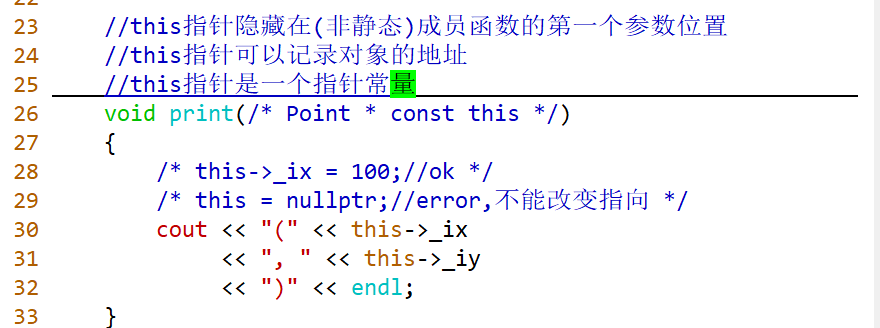 23 //this指针隐藏在(非静态)成员函数的第一个参数位置
24 //this指针可以记录对象的地址
25 //this指针是一个指针常量
26 void print(/* Point * const this */)
27 {
28 /* this->_ix = 100;//ok */
29 /* this = nullptr;//error,不能改变指向 */
30 cout << "(" << this->_ix
31 << ", " << this->_iy
32 << ")" << endl;
33 }